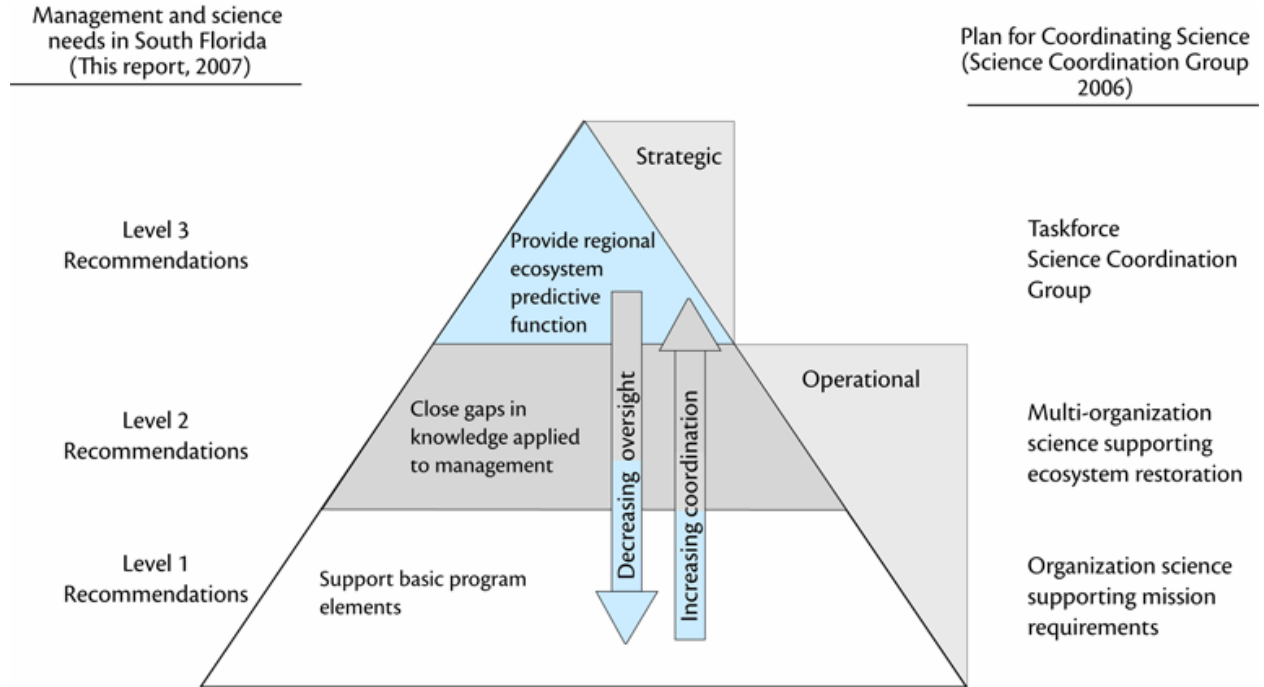 Management and science
needs in South Florida
(This report, 2007)
Plan for Coordinating Science
(Science Coordination Group
2006)
Strategic
Level 3
Recommendations
Provide regional
ecosystem
predictive
function
Taskforce
Science Coordination
Group
Operational
Level 2
Recommendations
Close gaps in
knowledge applied
to management
Decreasing oversight
Increasing coordination
Multi-organization
science supporting
ecosystem restoration
Level 1
Recommendations
Support basic program
elements
Organization science
supporting mission
requirements